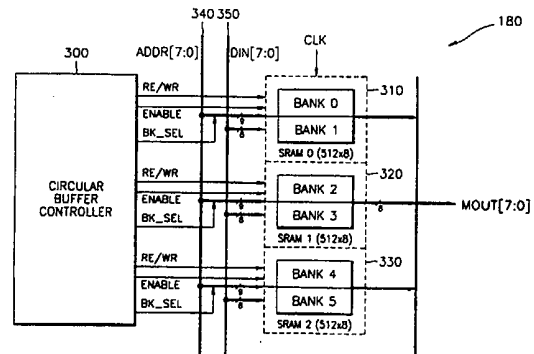 340 350
180
ADDR[7:0] DIN[7:0]
CLK
300
RE/WR
ENABLE
BK_SEL
9
8
BANK 0
BANK 1
SRAM 0 (512x8)
310
RE/WR
ENABLE
BK_SEL
9
8
BANK 2
BANK 3
SRAM 1 (512x8)
320
CIRCULAR
BUFFER
CONTROLLER
8
MOUT[7:0]
RE/WR
ENABLE
BK_SEL
9
8
BANK 4
BANK 5
SRAM 2 (512x8)
330